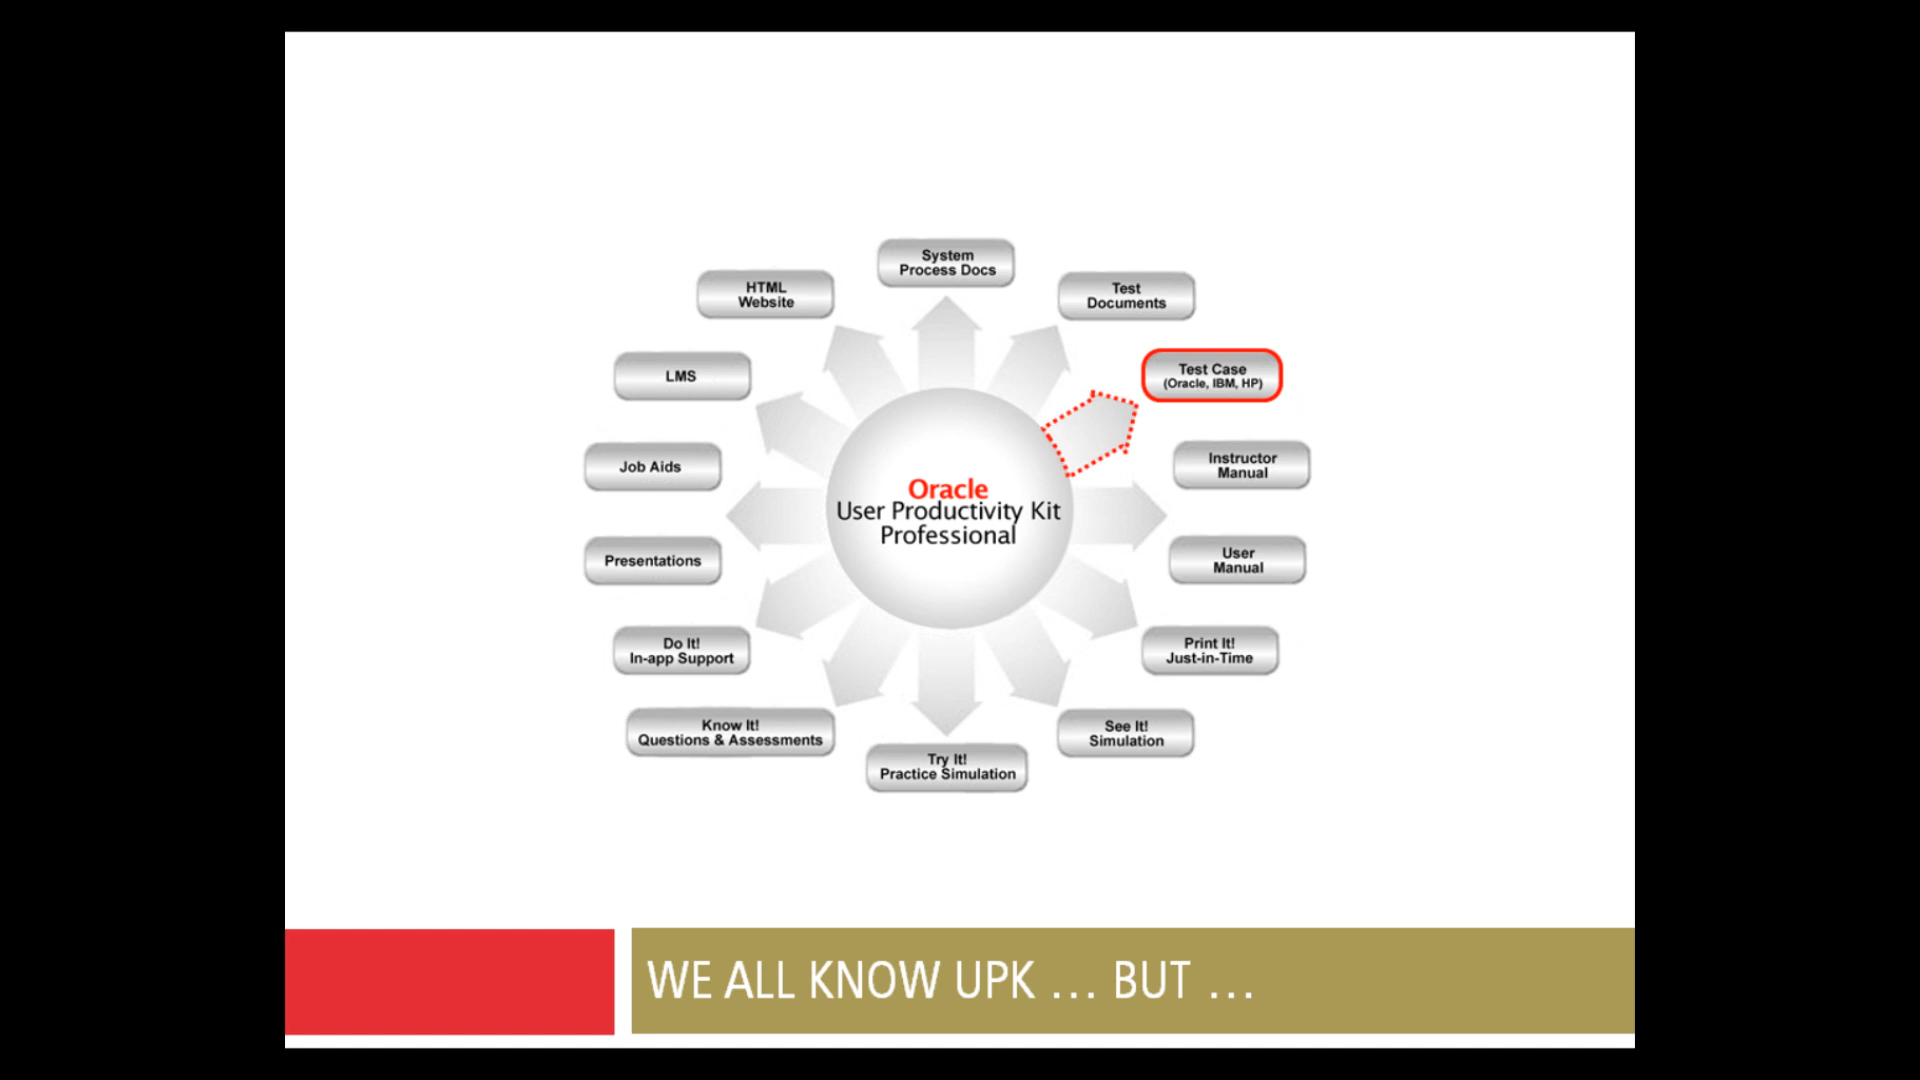 System
Process Docs
HTML
Website
Test
Documents
LMS
Test Case
(Oracle, IBM, HP)
Job Aids
Instructor
Manual
Oracle
User Productivity Kit
Professional
Presentations
User
Manual
Do It!
In-app Support
Print It!
Just-in-Time
Know It!
Questions & Assessments
See It!
Simulation
Try It!
Practice Simulation
WE ALL KNOW UPK ... BUT ...